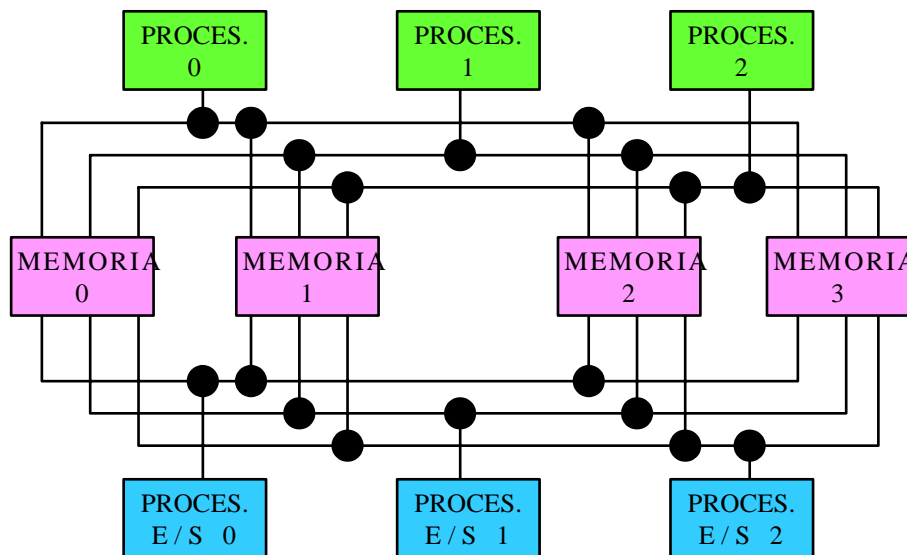 PROCES.
0
PROCES.
1
PROCES.
2
MEMORIA
0
MEMORIA
1
MEMORIA
2
MEMORIA
3
PROCES.
E/S 0
PROCES.
E/S 1
PROCES.
E/S 2